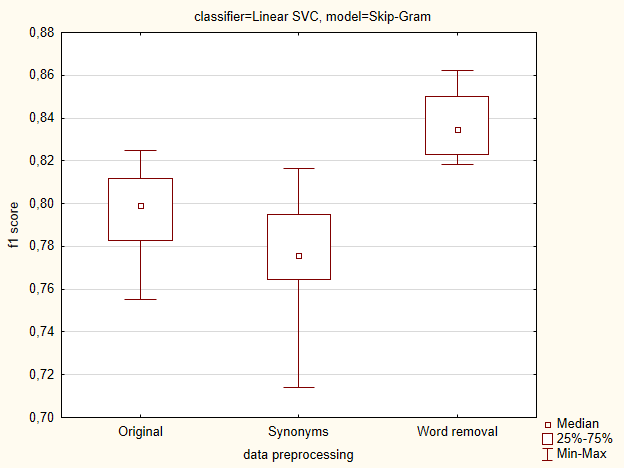 classifier=Linear SVC, model=Skip-Gram
0,88
0,86
0,84
0,82
0,80
0,78
0,76
0,74
0,72
0,70
f1 score
Original
Synonyms
Word removal
data preprocessing
Median
25%-75%
Min-Max